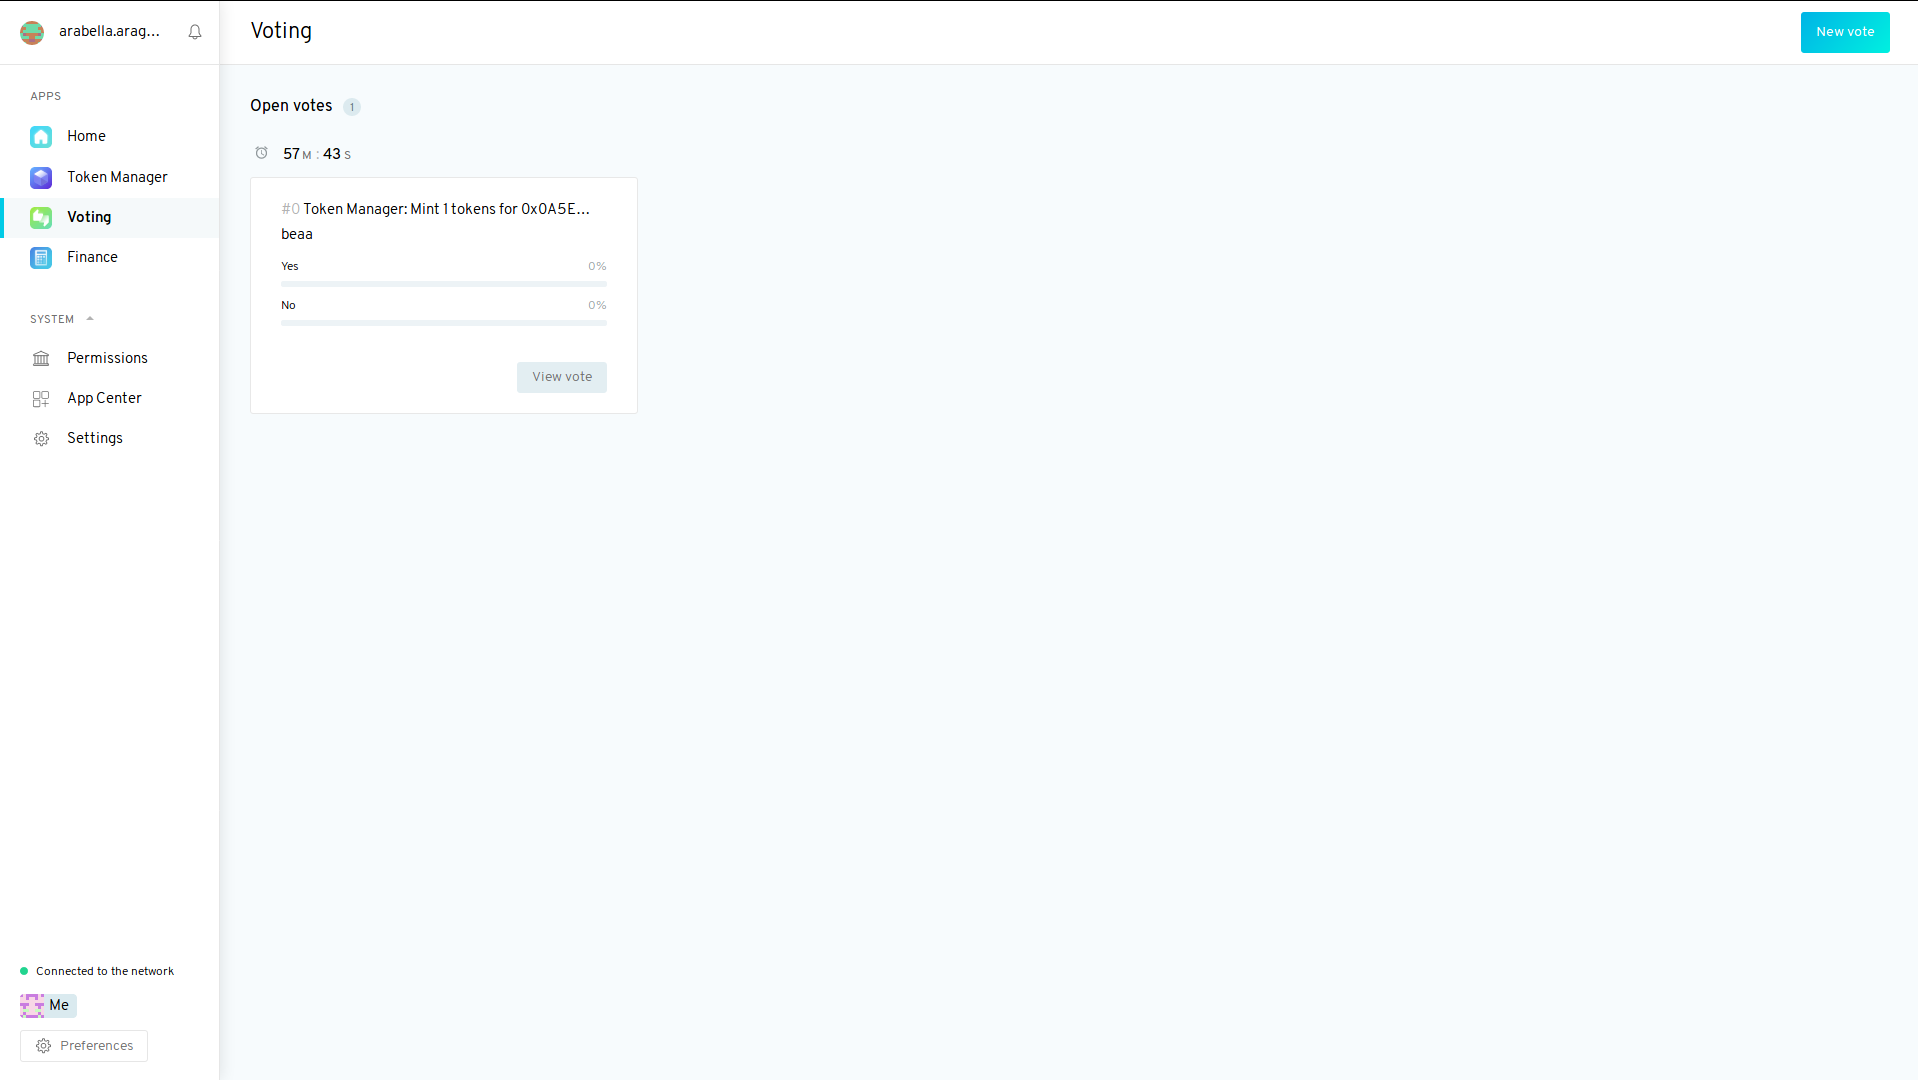 arabella.arag...
Voting
New vote
APPS
Home
Token Manager
Voting
Finance
SYSTEM
Permissions
App Center
Settings
Connected to the network
Me
Preferences
Open votes 1
57 M : 43 S
#0 Token Manager: Mint 1 tokens for 0x0A5E...
beaa
Yes 0%
No 0%
View vote